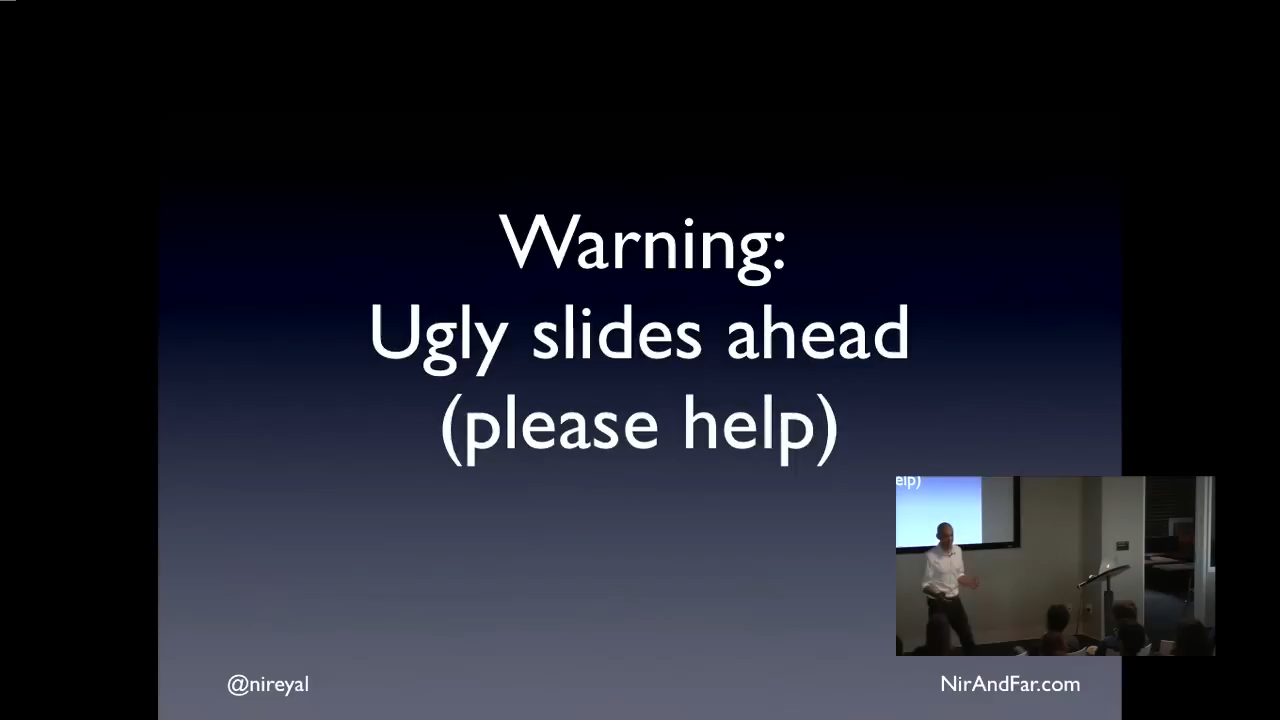 Warning:
Ugly slides ahead
(please help)
elp)
@nireyal
NirAndFar.com